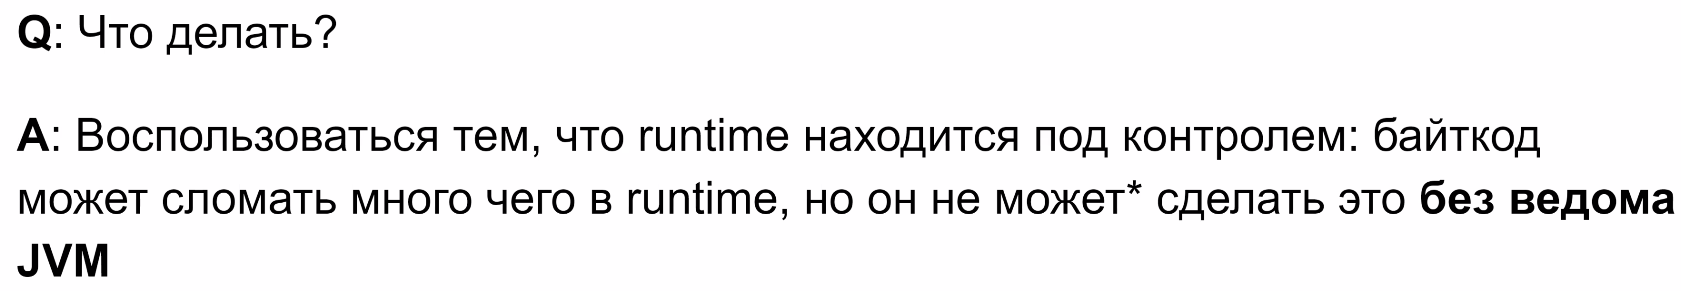 Q: Что делать?
A: Воспользоваться тем, что runtime находится под контролем: байткод
может сломать много чего в runtime, но он не может* сделать это без ведома
JVM